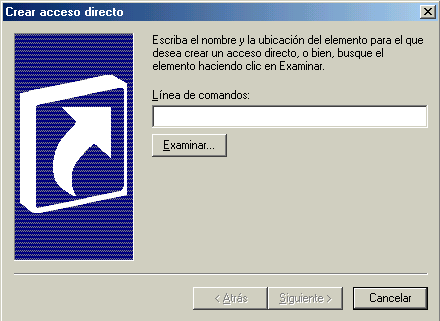 Crear acceso directo
Escriba el nombre y la ubicación del elemento para el que
desea crear un acceso directo, o bien, busque el
elemento haciendo clic en Examinar.
Línea de comandos:
Examinar...
< Atrás
Siguiente >
Cancelar